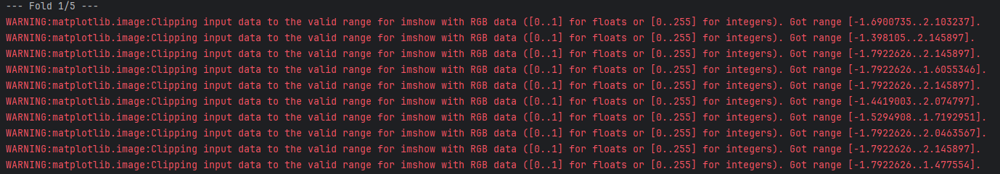 --- Fold 1/5 ---
WARNING:matplotlib.image:Clipping input data to the valid range for imshow with RGB data ([0..1] for floats or [0..255] for integers). Got range [-1.6900735..2.103237].
WARNING:matplotlib.image:Clipping input data to the valid range for imshow with RGB data ([0..1] for floats or [0..255] for integers). Got range [-1.398105..2.145897].
WARNING:matplotlib.image:Clipping input data to the valid range for imshow with RGB data ([0..1] for floats or [0..255] for integers). Got range [-1.7922626..2.145897].
WARNING:matplotlib.image:Clipping input data to the valid range for imshow with RGB data ([0..1] for floats or [0..255] for integers). Got range [-1.7922626..1.6055346].
WARNING:matplotlib.image:Clipping input data to the valid range for imshow with RGB data ([0..1] for floats or [0..255] for integers). Got range [-1.7922626..2.145897].
WARNING:matplotlib.image:Clipping input data to the valid range for imshow with RGB data ([0..1] for floats or [0..255] for integers). Got range [-1.4419003..2.074797].
WARNING:matplotlib.image:Clipping input data to the valid range for imshow with RGB data ([0..1] for floats or [0..255] for integers). Got range [-1.5294908..1.7192951].
WARNING:matplotlib.image:Clipping input data to the valid range for imshow with RGB data ([0..1] for floats or [0..255] for integers). Got range [-1.7922626..2.0463567].
WARNING:matplotlib.image:Clipping input data to the valid range for imshow with RGB data ([0..1] for floats or [0..255] for integers). Got range [-1.7922626..2.145897].
WARNING:matplotlib.image:Clipping input data to the valid range for imshow with RGB data ([0..1] for floats or [0..255] for integers). Got range [-1.7922626..1.477554].